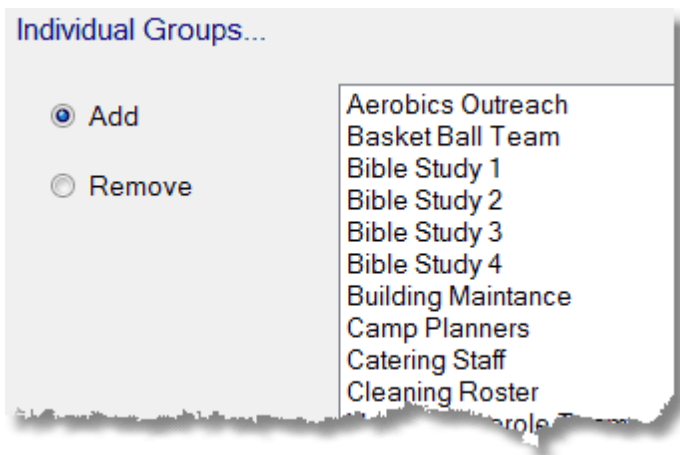 Individual Groups...
Add
Remove
Aerobics Outreach
Basket Ball Team
Bible Study 1
Bible Study 2
Bible Study 3
Bible Study 4
Building Maintance
Camp Planners
Catering Staff
Cleaning Roster